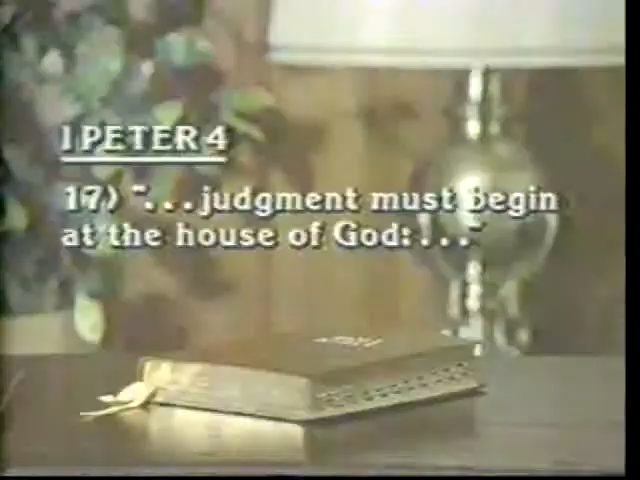 I PETER 4
17) "...judgment must begin
at the house of God:..."